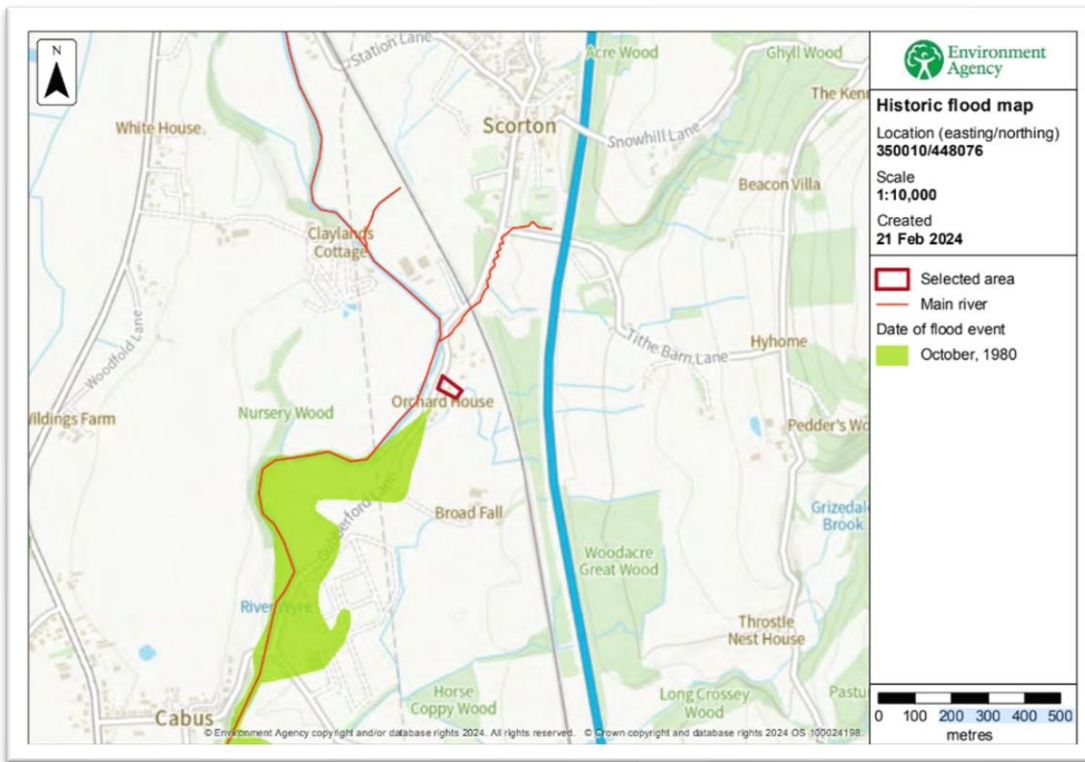 N
Station Lane
Acre Wood
Ghyll Wood
The Kenn
White House
Scorton
Snowhill Lane
Beacon Villa
Claylands
Cottage
Woodfold Lane
Tithe Barn Lane
Hyhome
Orchard House
Nursery Wood
Wildings Farm
Pedder's Wo
Gubberford Lane
Broad Fall
Grizedal
Brook
Woodacre
Great Wood
River Wyre
Throstle
Nest House
Horse
Coppy Wood
Long Crossey
Wood
Pastu
Cabus
© Environment Agency copyright and/or database rights 2024. All rights reserved. © Crown copyright and database rights 2024 OS 100024198.
Environment
Agency
Historic flood map
Location (easting/northing)
350010/448076
Scale
1:10,000
Created
21 Feb 2024
Selected area
Main river
Date of flood event
October, 1980
0 100 200 300 400 500
metres